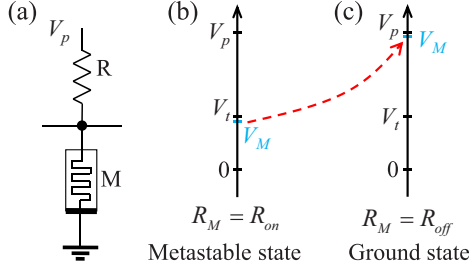 (a)
V_p
R
M
(b)
V_p
V_t
V_M
0
R_M = R_on
Metastable state
(c)
V_p
V_M
V_t
0
R_M = R_off
Ground state